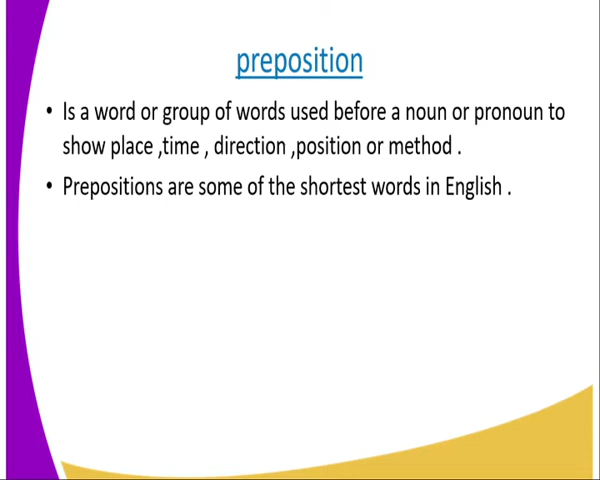 preposition
• Is a word or group of words used before a noun or pronoun to
show place ,time , direction ,position or method .
• Prepositions are some of the shortest words in English .